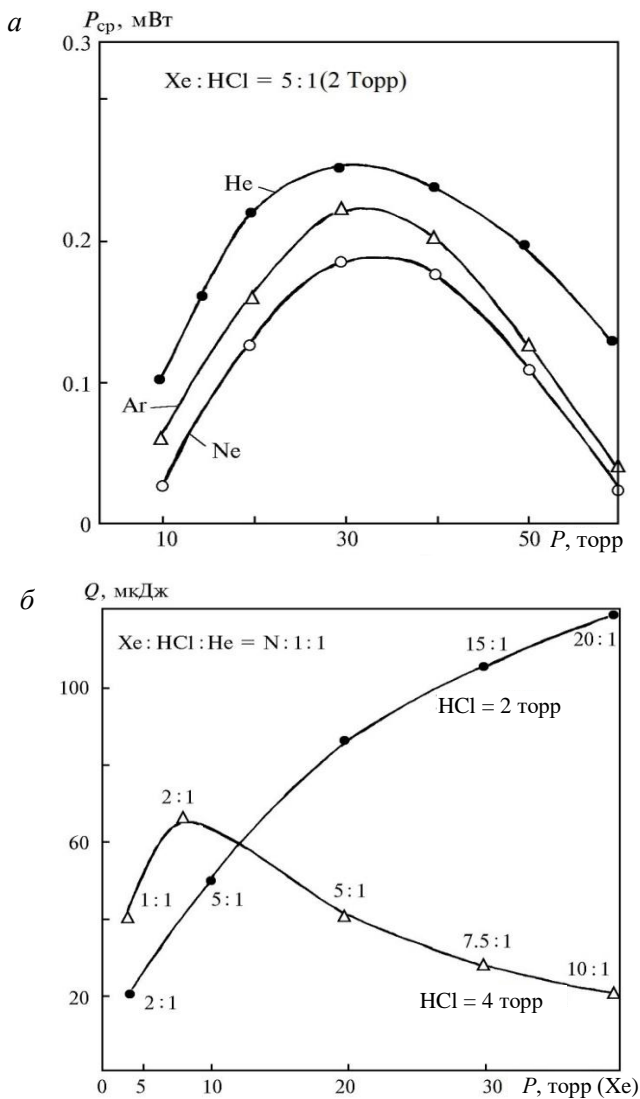 а
P_ср, мВт
0.3
Xe : HCl = 5 : 1(2 Торр)
He
0.2
0.1
Ar
Ne
0
10
30
50
P, торр
б
Q, мкДж
Xe : HCl : He = N : 1 : 1
15 : 1
20 : 1
100
HCl = 2 торр
2 : 1
60
1 : 1
5 : 1
5 : 1
7.5 : 1
10 : 1
20
2 : 1
HCl = 4 торр
0
5
10
20
30
P, торр (Xe)